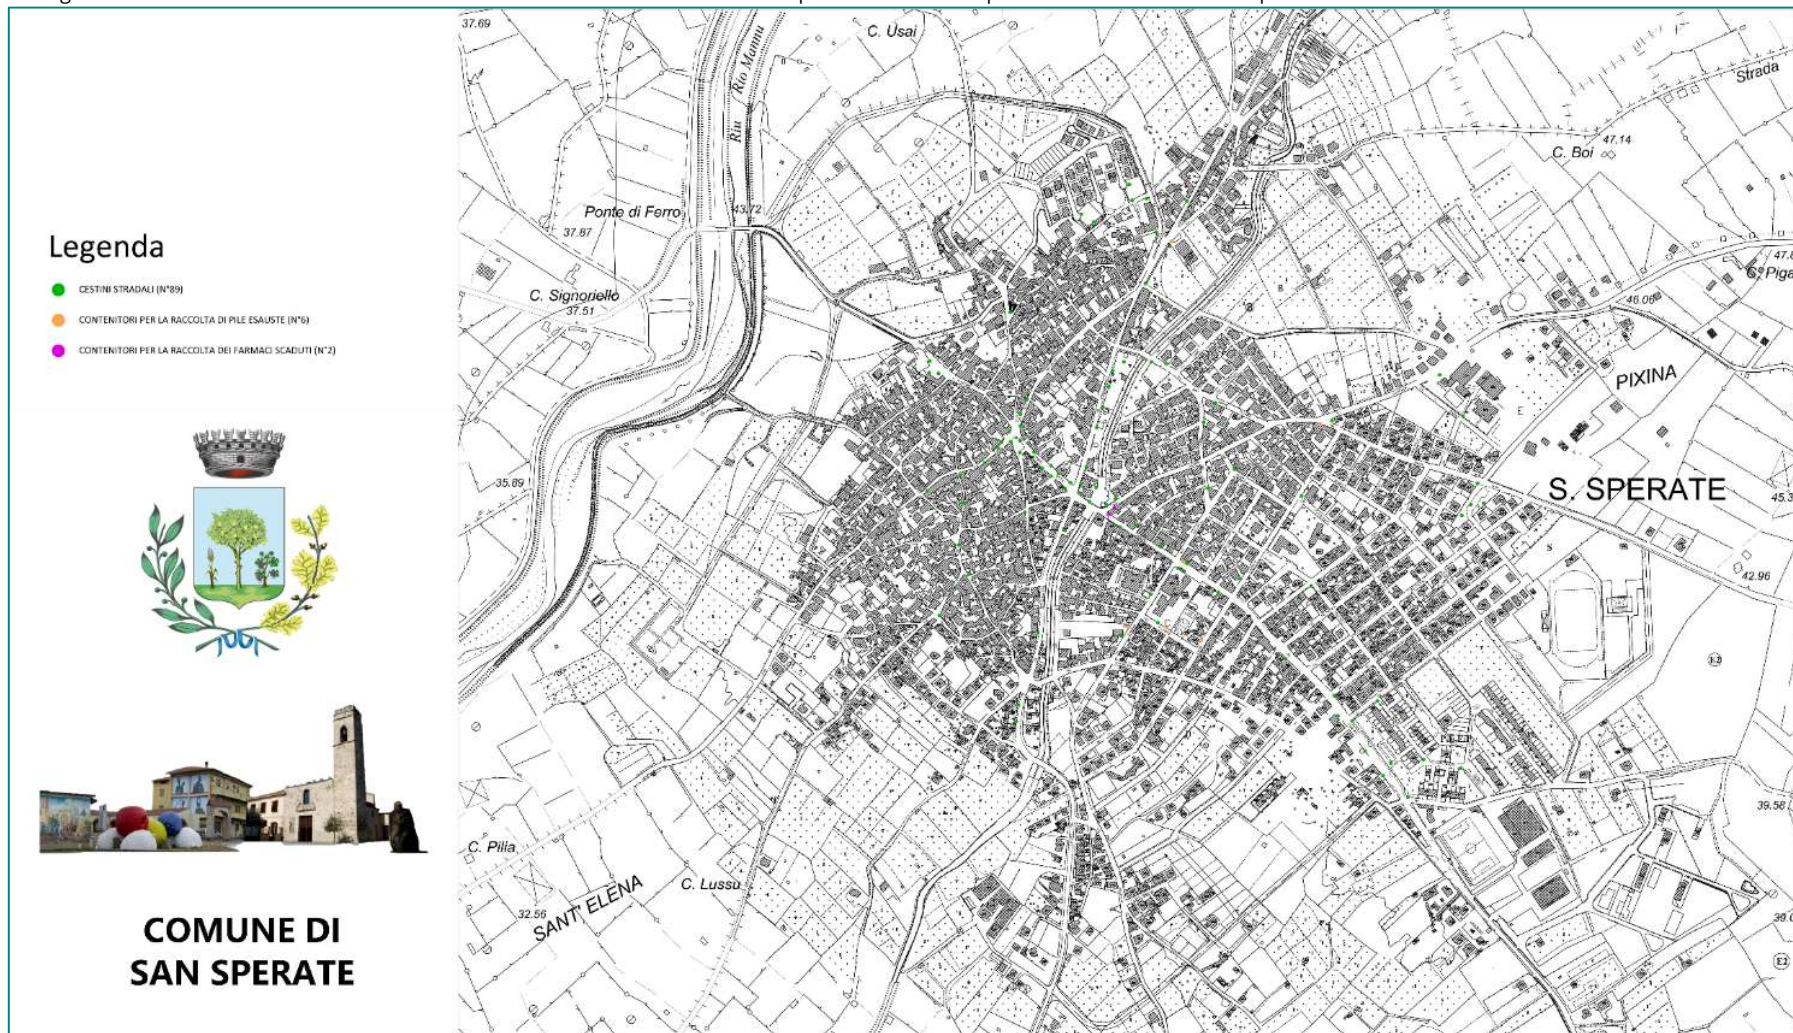 Legenda
CESTINI STRADALI (N°89)
CONTENITORI PER LA RACCOLTA DI PILE ESAUSTE (N°6)
CONTENITORI PER LA RACCOLTA DEI FARMACI SCADUTI (N°2)
COMUNE DI
SAN SPERATE
37.69
C. Usai
Riu Rio Mannu
Strada
47.14
C. Boi
Ponte di Ferro
43.72
37.87
C. Signoriello
37.51
46.06
PIXINA
E
35.89
S. SPERATE
S
42.96
E2
39.58
C. Pilia
C. Lussu
32.56
SANT' ELENA
E2